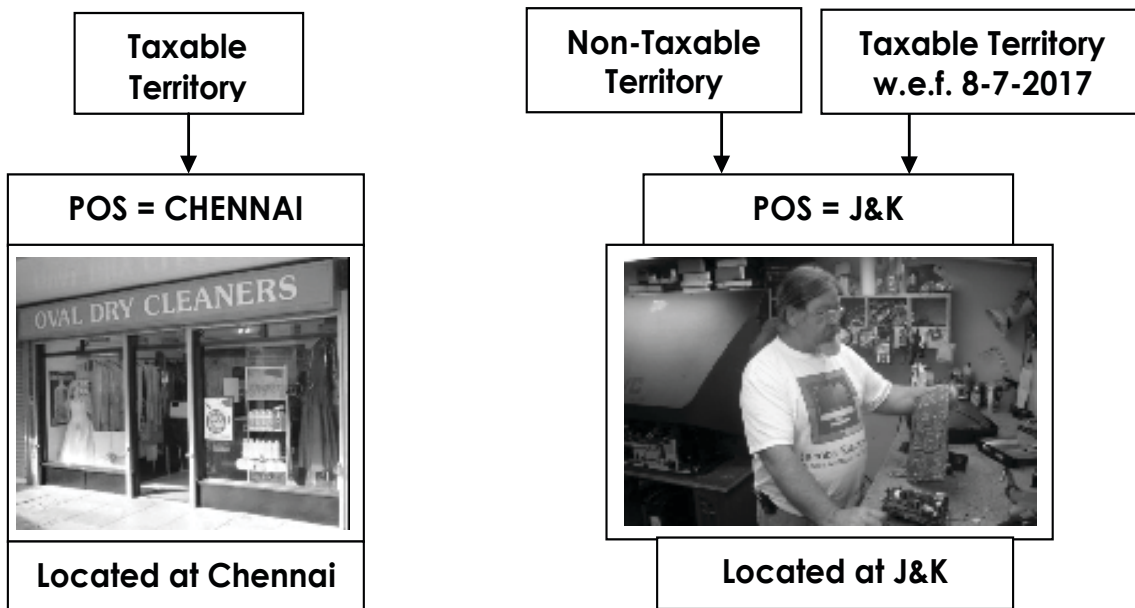 Taxable
Territory
Non-Taxable
Territory
Taxable Territory
w.e.f. 8-7-2017
POS = CHENNAI
POS = J&K
OVAL DRY CLEANERS
Located at Chennai
Located at J&K